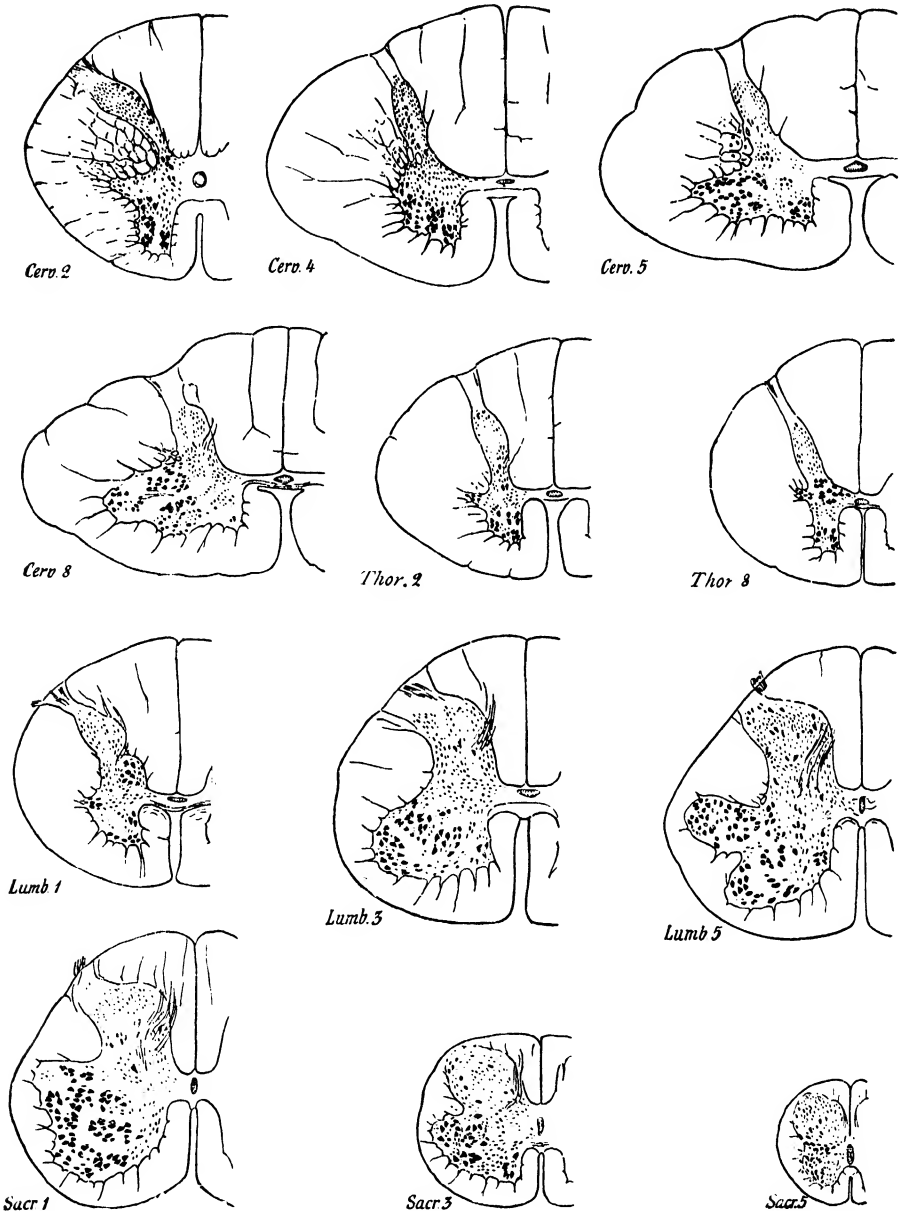 Cerv. 2
Cerv. 4
Cerv. 5
Cerv 8
Thor. 2
Thor 8
Lumb. 1
Lumb. 3
Lumb 5
Sacr. 1
Sacr. 3
Sacr. 5